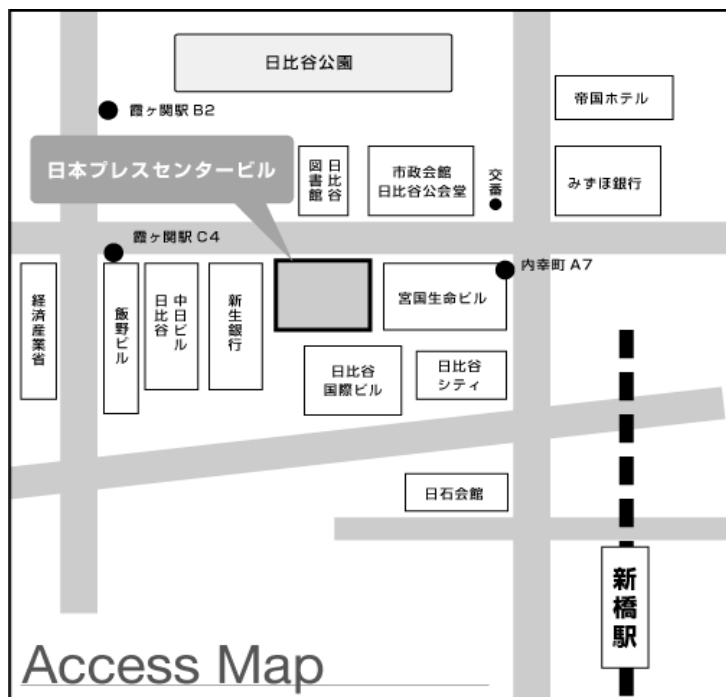 日比谷公園
霞ヶ関駅 B2
帝国ホテル
日本プレスセンタービル
日比谷
図書館
市政会館
日比谷公会堂
交番
みずほ銀行
霞ヶ関駅 C4
内幸町 A7
経済産業省
飯野ビル
中日ビル
日比谷
新生銀行
宮国生命ビル
日比谷
国際ビル
日比谷
シティ
日石会館
新橋駅
Access Map